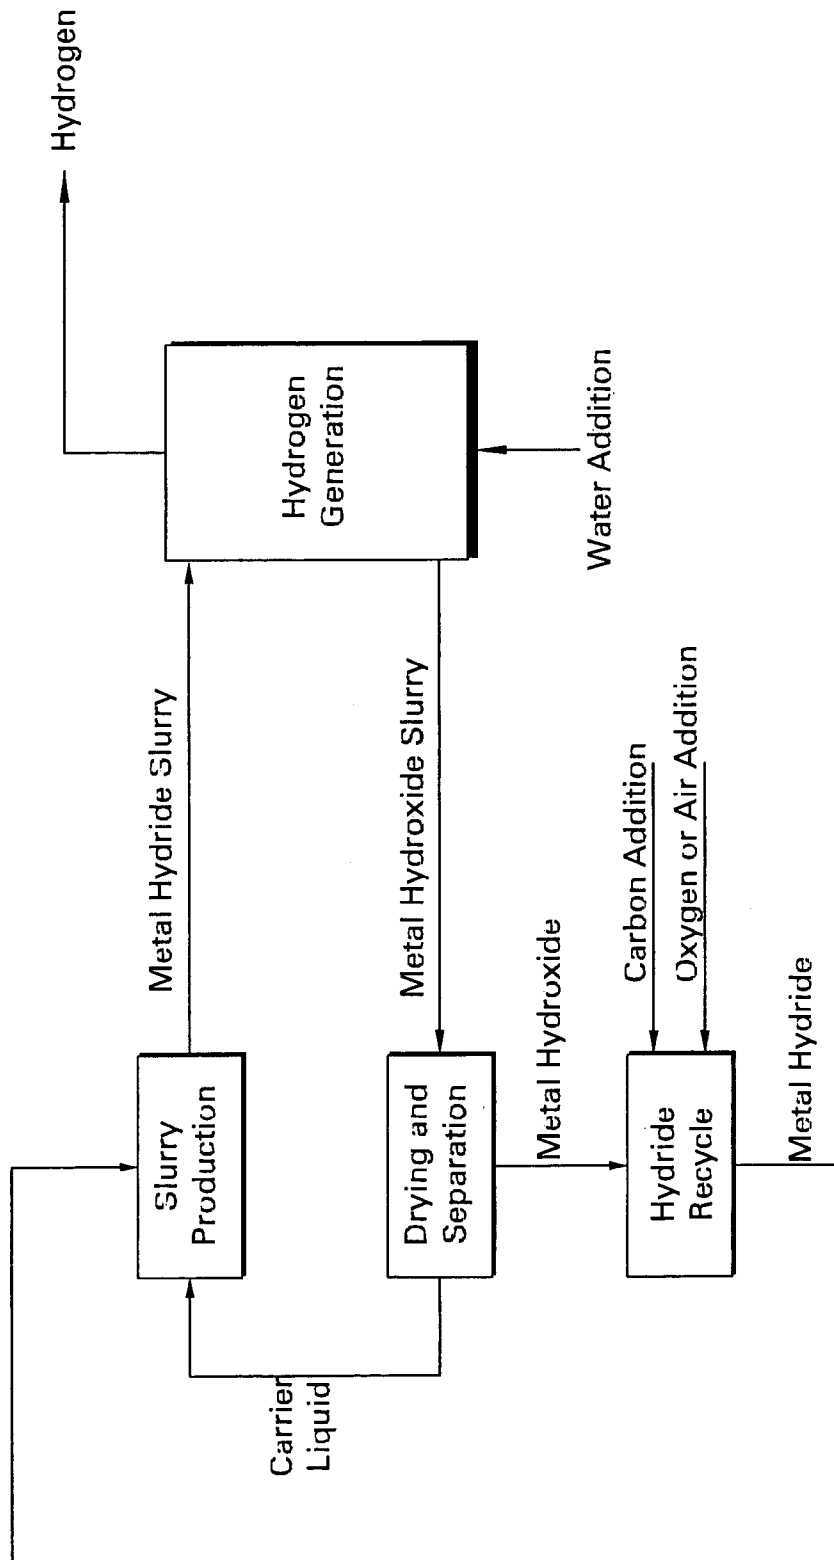 Hydrogen
Hydrogen
Generation
Water Addition
Metal Hydride Slurry
Metal Hydroxide Slurry
Slurry
Production
Drying and
Separation
Carrier
Liquid
Metal Hydroxide
Carbon Addition
Oxygen or Air Addition
Hydride
Recycle
Metal Hydride